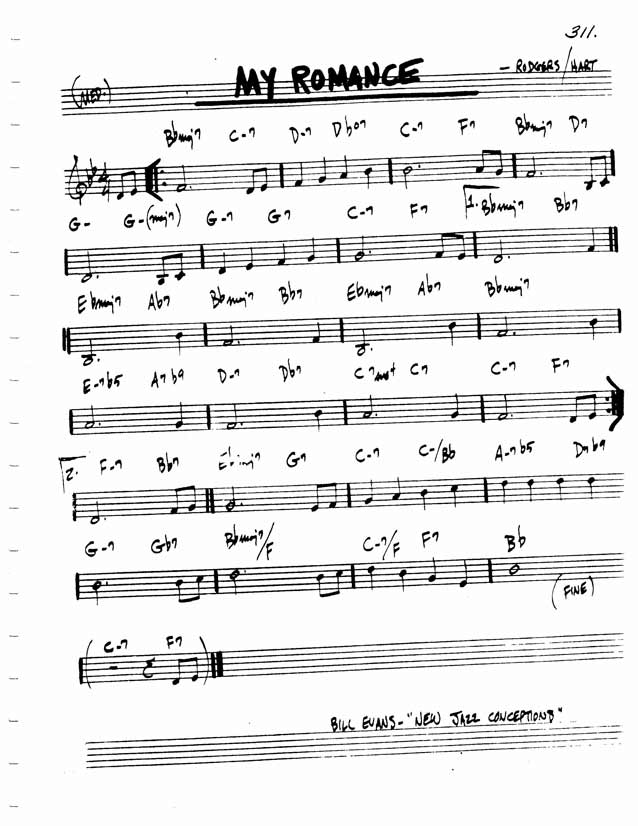 311.
MY ROMANCE
– RODGERS/HART
(MED.)
Bbmaj7 C-7 D-7 Dbo7 C-7 F7 Bbmaj7 D7
4/4
G- G-(maj7) G-7 G7 C-7 F7 1. Bbmaj7 Bb7
Ebmaj7 Ab7 Bbmaj7 Bb7 Ebmaj7 Ab7 Bbmaj7
E-7b5 A7b9 D-7 Db7 C7 C-7 F7
2. F-7 Bb7 Ebmaj7 G7 C-7 C-/Bb A-7b5 D7b9
G-7 Gb7 Bbmaj7/F C-7/F F7 Bb
(FINE)
(C-7 F7)
BILL EVANS – "NEW JAZZ CONCEPTIONS"